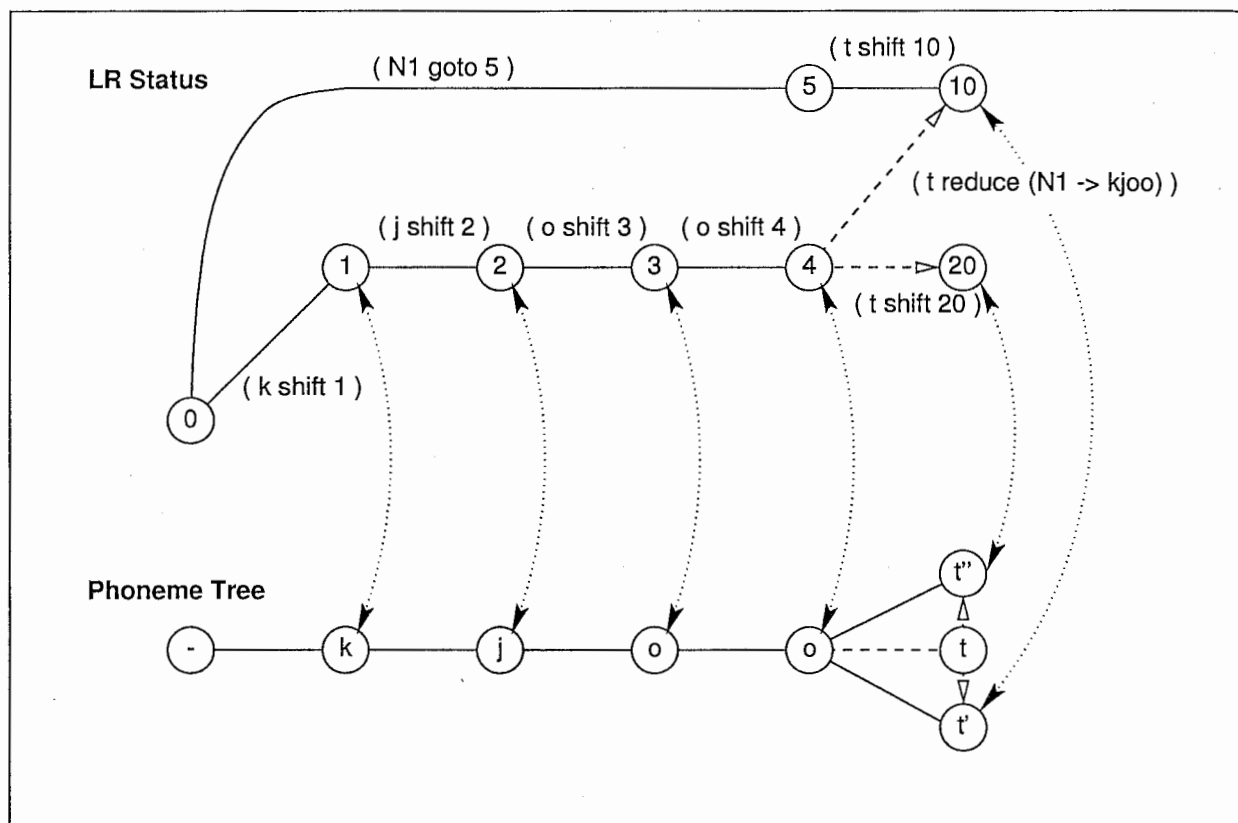 ( t shift 10 )
LR Status
( N1 goto 5 )
5
10
( t reduce (N1 -> kjoo) )
( j shift 2 )
( o shift 3 )
( o shift 4 )
1
2
3
4
20
( t shift 20 )
( k shift 1 )
0
t"
Phoneme Tree
-
k
j
o
o
t
t'